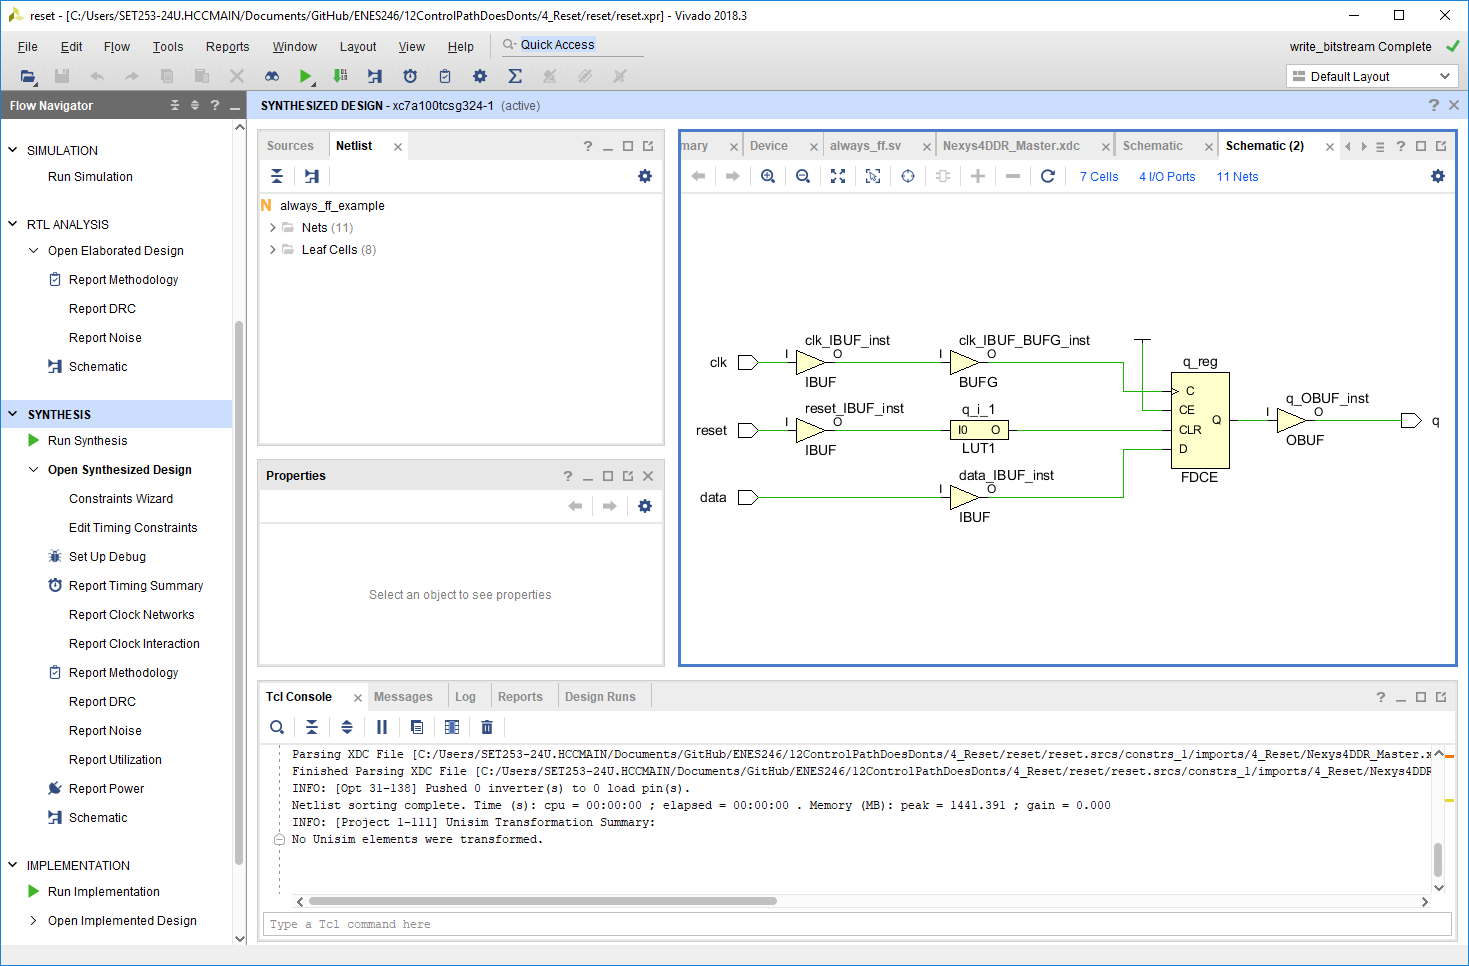 reset - [C:/Users/SET253-24U.HCCMAIN/Documents/GitHub/ENES246/12ControlPathDoesDonts/4_Reset/reset/reset.xpr] - Vivado 2018.3
File Edit Flow Tools Reports Window Layout View Help Quick Access
write_bitstream Complete
Default Layout
Flow Navigator
SIMULATION
Run Simulation
RTL ANALYSIS
Open Elaborated Design
Report Methodology
Report DRC
Report Noise
Schematic
SYNTHESIS
Run Synthesis
Open Synthesized Design
Constraints Wizard
Edit Timing Constraints
Set Up Debug
Report Timing Summary
Report Clock Networks
Report Clock Interaction
Report Methodology
Report DRC
Report Noise
Report Utilization
Report Power
Schematic
IMPLEMENTATION
Run Implementation
Open Implemented Design
SYNTHESIZED DESIGN - xc7a100tcsg324-1 (active)
Sources Netlist
N always_ff_example
Nets (11)
Leaf Cells (8)
Properties
Select an object to see properties
mary Device always_ff.sv Nexys4DDR_Master.xdc Schematic Schematic (2)
7 Cells 4 I/O Ports 11 Nets
clk_IBUF_inst clk_IBUF_BUFG_inst
clk I O I O
IBUF BUFG
q_reg
C
CE
CLR
D
Q
FDCE
reset_IBUF_inst q_i_1
reset I O I0 O
IBUF LUT1
data_IBUF_inst
data I O
IBUF
q_OBUF_inst
I O q
OBUF
Tcl Console Messages Log Reports Design Runs
Parsing XDC File [C:/Users/SET253-24U.HCCMAIN/Documents/GitHub/ENES246/12ControlPathDoesDonts/4_Reset/reset/reset.srcs/constrs_1/imports/4_Reset/Nexys4DDR_Master.x
Finished Parsing XDC File [C:/Users/SET253-24U.HCCMAIN/Documents/GitHub/ENES246/12ControlPathDoesDonts/4_Reset/reset/reset.srcs/constrs_1/imports/4_Reset/Nexys4DDR
INFO: [Opt 31-138] Pushed 0 inverter(s) to 0 load pin(s).
Netlist sorting complete. Time (s): cpu = 00:00:00 ; elapsed = 00:00:00 . Memory (MB): peak = 1441.391 ; gain = 0.000
INFO: [Project 1-111] Unisim Transformation Summary:
No Unisim elements were transformed.
Type a Tcl command here